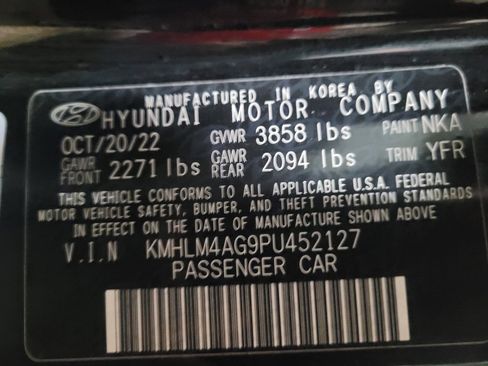 MANUFACTURED IN KOREA BY
HYUNDAI MOTOR COMPANY
OCT/20/22 GVWR 3858 lbs PAINT NKA
GAWR FRONT 2271 lbs GAWR REAR 2094 lbs TRIM YFR
THIS VEHICLE CONFORMS TO ALL APPLICABLE U.S.A. FEDERAL
MOTOR VEHICLE SAFETY, BUMPER, AND THEFT PREVENTION STANDARDS
IN EFFECT ON THE DATE OF MANUFACTURE SHOWN ABOVE.
V.I.N KMHLM4AG9PU452127
PASSENGER CAR